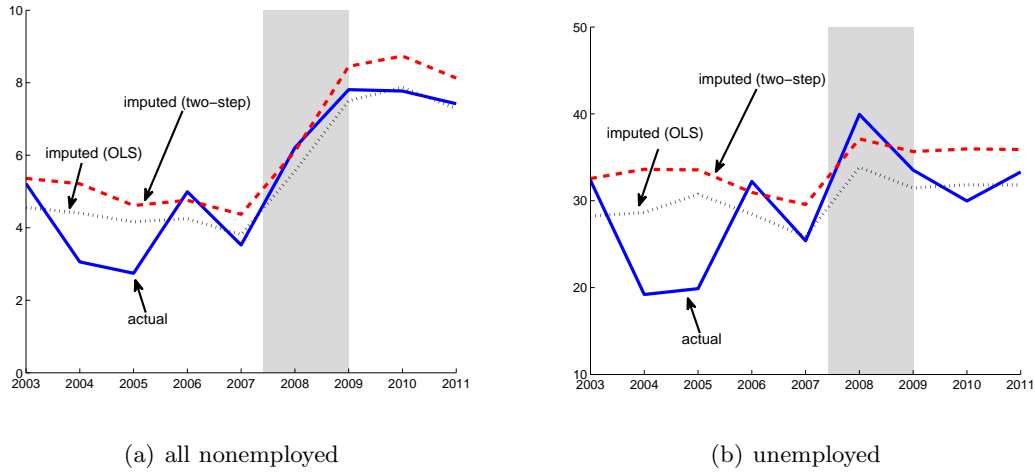 10
8
6
4
2
0
imputed (two−step)
imputed (OLS)
actual
2003 2004 2005 2006 2007 2008 2009 2010 2011
(a) all nonemployed
50
40
30
20
10
imputed (two−step)
imputed (OLS)
actual
2003 2004 2005 2006 2007 2008 2009 2010 2011
(b) unemployed